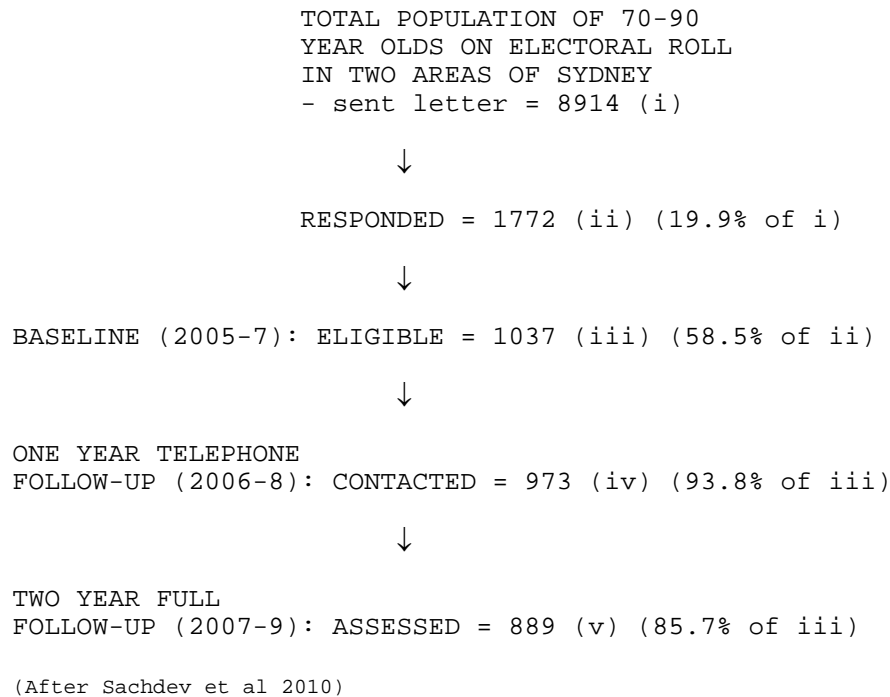 TOTAL POPULATION OF 70-90
YEAR OLDS ON ELECTORAL ROLL
IN TWO AREAS OF SYDNEY
- sent letter = 8914 (i)
↓
RESPONDED = 1772 (ii) (19.9% of i)
↓
BASELINE (2005-7): ELIGIBLE = 1037 (iii) (58.5% of ii)
↓
ONE YEAR TELEPHONE
FOLLOW-UP (2006-8): CONTACTED = 973 (iv) (93.8% of iii)
↓
TWO YEAR FULL
FOLLOW-UP (2007-9): ASSESSED = 889 (v) (85.7% of iii)
(After Sachdev et al 2010)